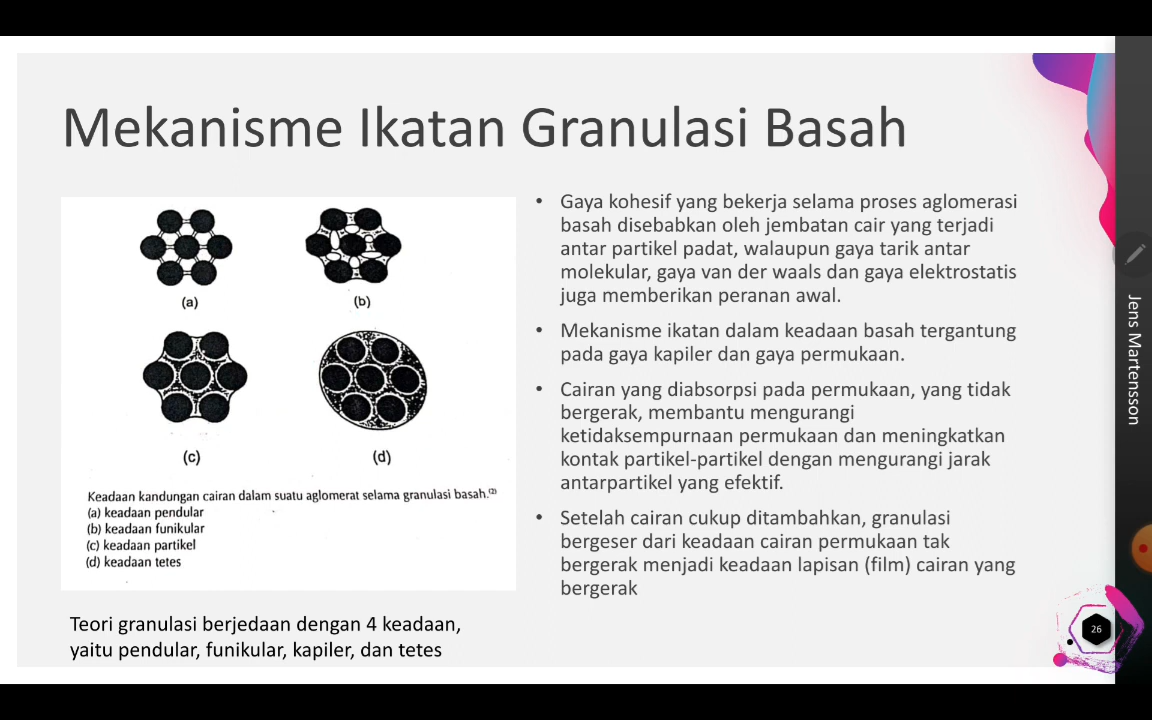 Mekanisme Ikatan Granulasi Basah
(a)
(b)
(c)
(d)
Keadaan kandungan cairan dalam suatu aglomerat selama granulasi basah.(2)
(a) keadaan pendular
(b) keadaan funikular
(c) keadaan partikel
(d) keadaan tetes
Teori granulasi berjedaan dengan 4 keadaan,
yaitu pendular, funikular, kapiler, dan tetes
• Gaya kohesif yang bekerja selama proses aglomerasi
basah disebabkan oleh jembatan cair yang terjadi
antar partikel padat, walaupun gaya tarik antar
molekular, gaya van der waals dan gaya elektrostatis
juga memberikan peranan awal.
• Mekanisme ikatan dalam keadaan basah tergantung
pada gaya kapiler dan gaya permukaan.
• Cairan yang diabsorpsi pada permukaan, yang tidak
bergerak, membantu mengurangi
ketidaksempurnaan permukaan dan meningkatkan
kontak partikel-partikel dengan mengurangi jarak
antarpartikel yang efektif.
• Setelah cairan cukup ditambahkan, granulasi
bergeser dari keadaan cairan permukaan tak
bergerak menjadi keadaan lapisan (film) cairan yang
bergerak
Jens Martensson
26